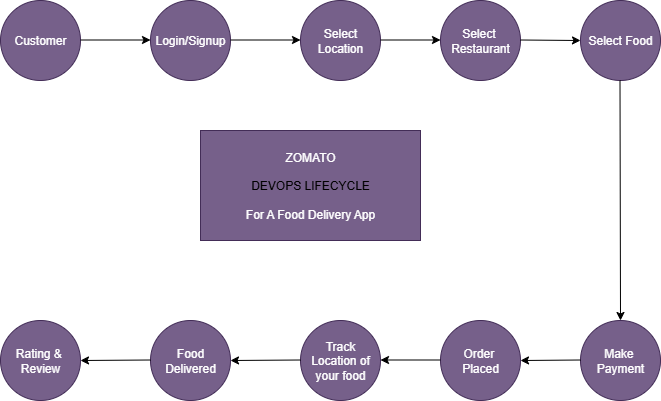 Customer
Login/Signup
Select
Location
Select
Restaurant
Select Food
ZOMATO
DEVOPS LIFECYCLE
For A Food Delivery App
Rating &
Review
Food
Delivered
Track
Location of
your food
Order
Placed
Make
Payment